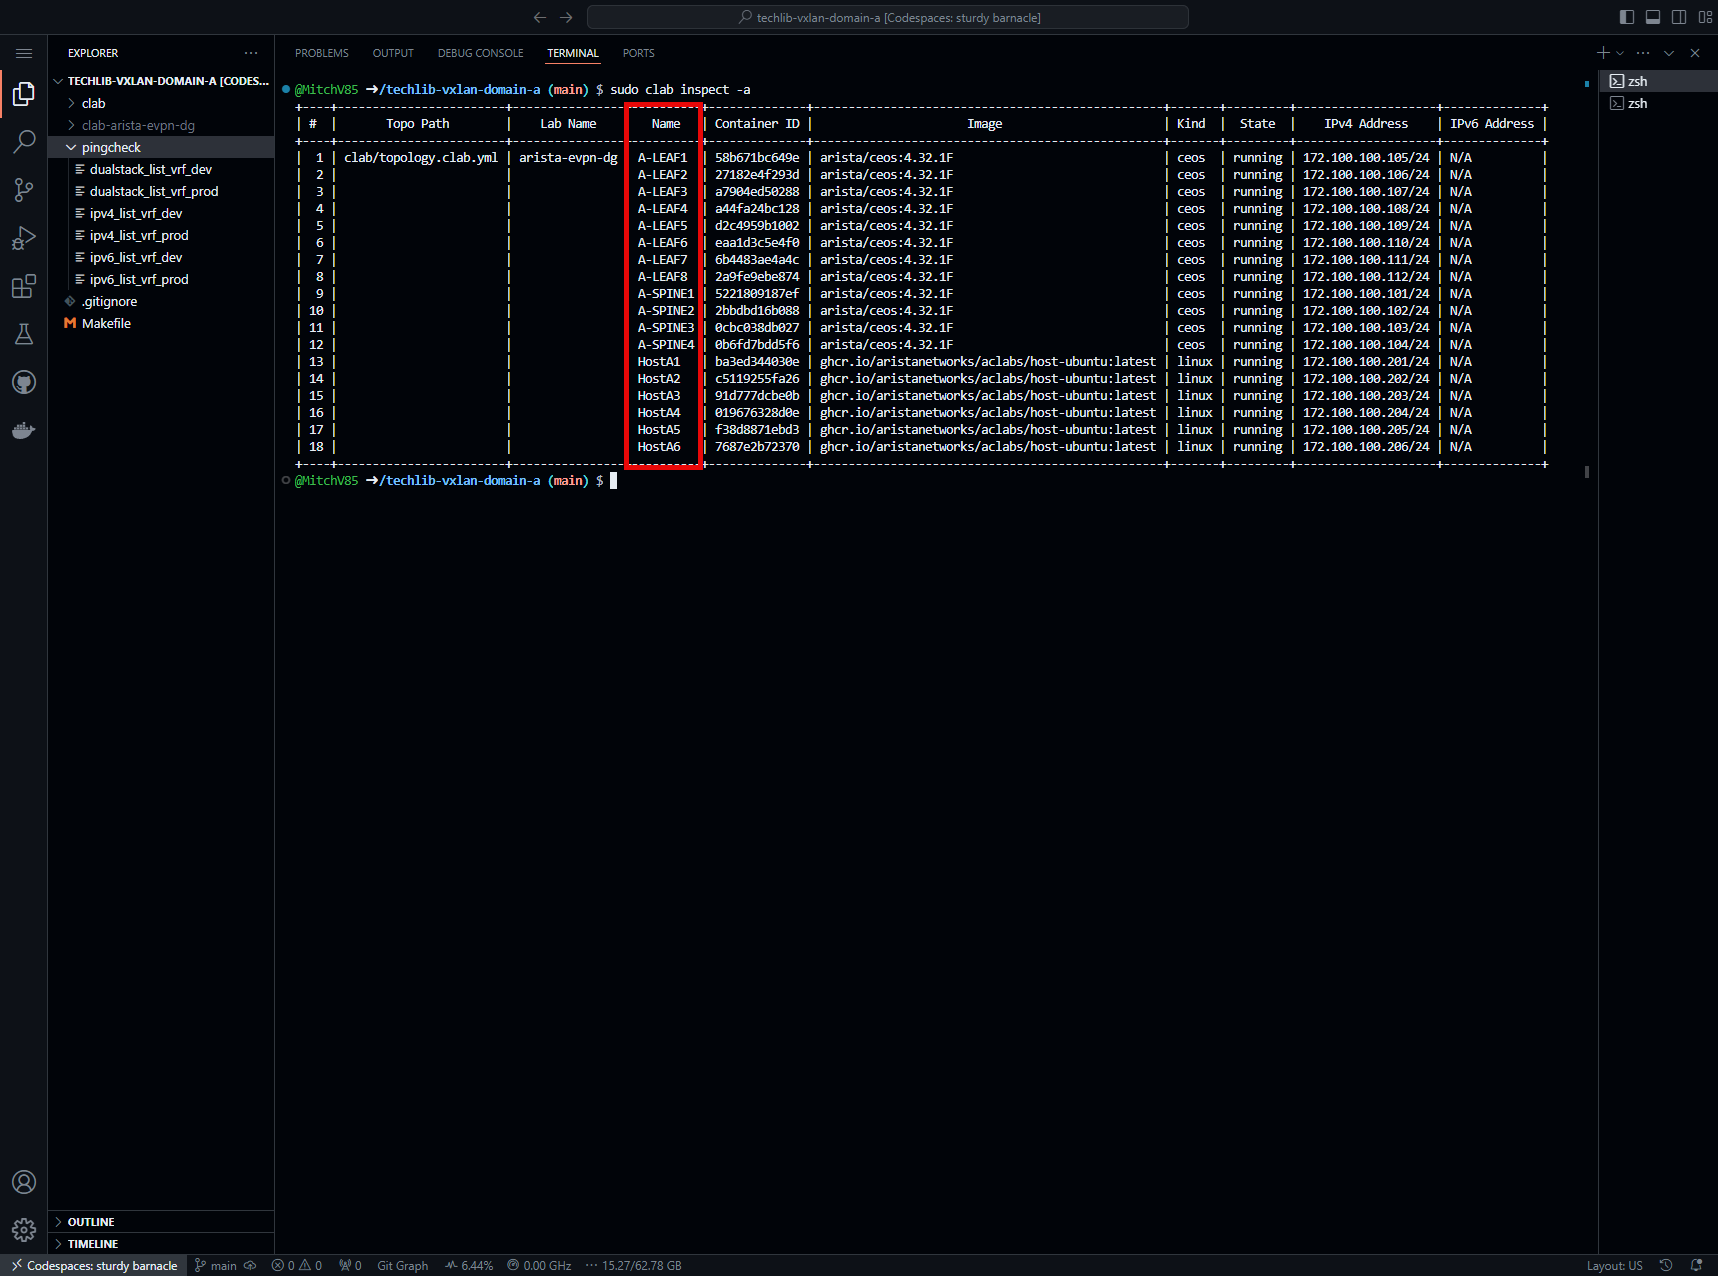 techlib-vxlan-domain-a [Codespaces: sturdy barnacle]
EXPLORER
TECHLIB-VXLAN-DOMAIN-A [CODES...
clab
clab-arista-evpn-dg
pingcheck
dualstack_list_vrf_dev
dualstack_list_vrf_prod
ipv4_list_vrf_dev
ipv4_list_vrf_prod
ipv6_list_vrf_dev
ipv6_list_vrf_prod
.gitignore
Makefile
OUTLINE
TIMELINE
PROBLEMS OUTPUT DEBUG CONSOLE TERMINAL PORTS
@MitchV85 ➜/techlib-vxlan-domain-a (main) $ sudo clab inspect -a
| # | Topo Path | Lab Name | Name | Container ID | Image | Kind | State | IPv4 Address | IPv6 Address |
| 1 | clab/topology.clab.yml | arista-evpn-dg | A-LEAF1 | 58b671bc649e | arista/ceos:4.32.1F | ceos | running | 172.100.100.105/24 | N/A |
| 2 | | | A-LEAF2 | 27182e4f293d | arista/ceos:4.32.1F | ceos | running | 172.100.100.106/24 | N/A |
| 3 | | | A-LEAF3 | a7904ed50288 | arista/ceos:4.32.1F | ceos | running | 172.100.100.107/24 | N/A |
| 4 | | | A-LEAF4 | a44fa24bc128 | arista/ceos:4.32.1F | ceos | running | 172.100.100.108/24 | N/A |
| 5 | | | A-LEAF5 | d2c4959b1002 | arista/ceos:4.32.1F | ceos | running | 172.100.100.109/24 | N/A |
| 6 | | | A-LEAF6 | eaa1d3c5e4f0 | arista/ceos:4.32.1F | ceos | running | 172.100.100.110/24 | N/A |
| 7 | | | A-LEAF7 | 6b4483ae4a4c | arista/ceos:4.32.1F | ceos | running | 172.100.100.111/24 | N/A |
| 8 | | | A-LEAF8 | 2a9fe9ebe874 | arista/ceos:4.32.1F | ceos | running | 172.100.100.112/24 | N/A |
| 9 | | | A-SPINE1 | 5221809187ef | arista/ceos:4.32.1F | ceos | running | 172.100.100.101/24 | N/A |
| 10 | | | A-SPINE2 | 2bbdbd16b088 | arista/ceos:4.32.1F | ceos | running | 172.100.100.102/24 | N/A |
| 11 | | | A-SPINE3 | 0cbc038db027 | arista/ceos:4.32.1F | ceos | running | 172.100.100.103/24 | N/A |
| 12 | | | A-SPINE4 | 0b6fd7bdd5f6 | arista/ceos:4.32.1F | ceos | running | 172.100.100.104/24 | N/A |
| 13 | | | HostA1 | ba3ed344030e | ghcr.io/aristanetworks/aclabs/host-ubuntu:latest | linux | running | 172.100.100.201/24 | N/A |
| 14 | | | HostA2 | c5119255fa26 | ghcr.io/aristanetworks/aclabs/host-ubuntu:latest | linux | running | 172.100.100.202/24 | N/A |
| 15 | | | HostA3 | 91d777dcbe0b | ghcr.io/aristanetworks/aclabs/host-ubuntu:latest | linux | running | 172.100.100.203/24 | N/A |
| 16 | | | HostA4 | 019676328d0e | ghcr.io/aristanetworks/aclabs/host-ubuntu:latest | linux | running | 172.100.100.204/24 | N/A |
| 17 | | | HostA5 | f38d8871ebd3 | ghcr.io/aristanetworks/aclabs/host-ubuntu:latest | linux | running | 172.100.100.205/24 | N/A |
| 18 | | | HostA6 | 7687e2b72370 | ghcr.io/aristanetworks/aclabs/host-ubuntu:latest | linux | running | 172.100.100.206/24 | N/A |
@MitchV85 ➜/techlib-vxlan-domain-a (main) $
zsh
zsh
Codespaces: sturdy barnacle main 0 0 0 Git Graph 6.44% 0.00 GHz 15.27/62.78 GB Layout: US